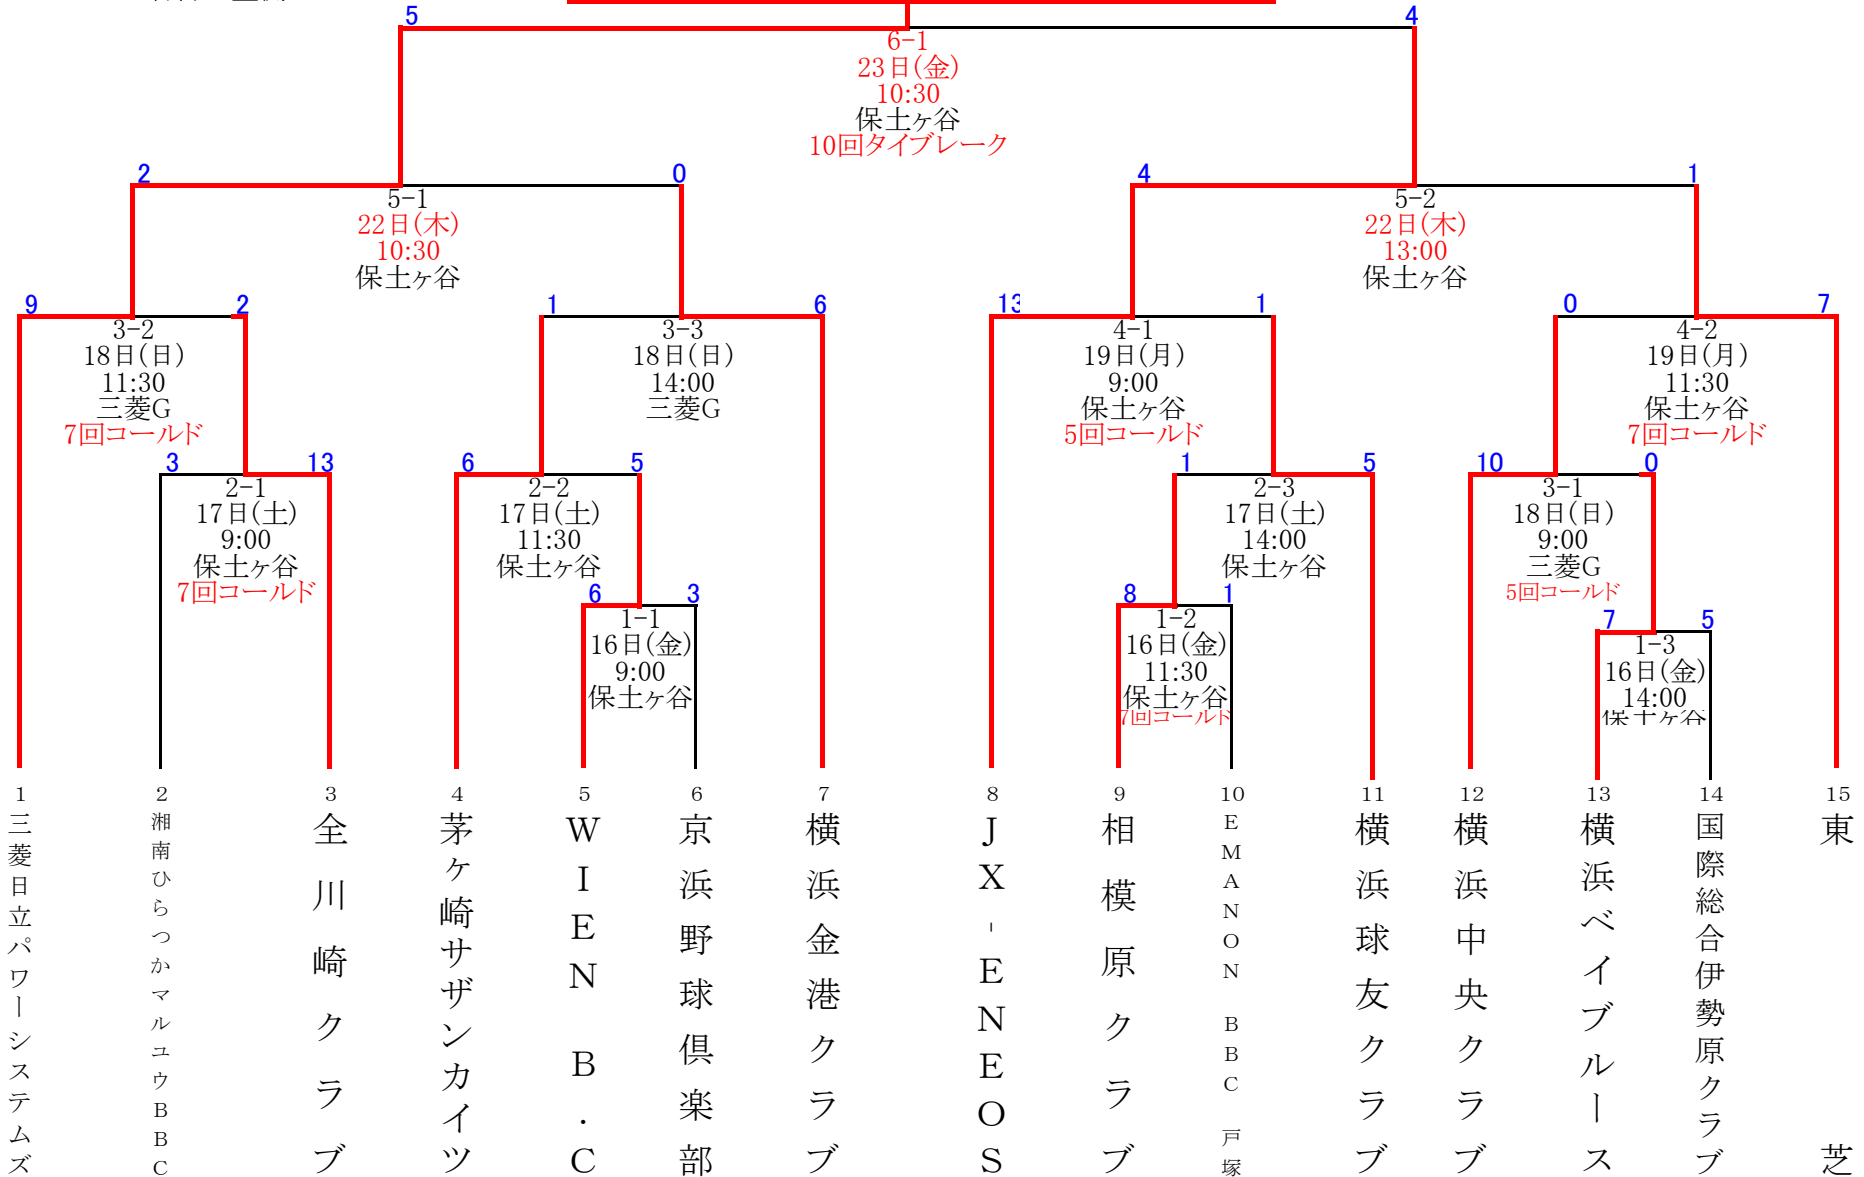 5 4
6-1
23日(金)
10:30
保土ヶ谷
10回タイブレーク
2 0 4 1
5-1
22日(木)
10:30
保土ヶ谷
5-2
22日(木)
13:00
保土ヶ谷
9 2 1 6 13 1 0 7
3-2
18日(日)
11:30
三菱G
7回コールド
3-3
18日(日)
14:00
三菱G
4-1
19日(月)
9:00
保土ヶ谷
5回コールド
4-2
19日(月)
11:30
保土ヶ谷
7回コールド
3 13 6 5 1 5 10 0
2-1
17日(土)
9:00
保土ヶ谷
7回コールド
2-2
17日(土)
11:30
保土ヶ谷
2-3
17日(土)
14:00
保土ヶ谷
3-1
18日(日)
9:00
三菱G
5回コールド
6 3 8 1 7 5
1-1
16日(金)
9:00
保土ヶ谷
1-2
16日(金)
11:30
保土ヶ谷
7回コールド
1-3
16日(金)
14:00
保土ヶ谷
1
三菱日立パワーシステムズ
2
湘南ひらつかマルユウBBC
3
全川崎クラブ
4
茅ヶ崎サザンカイツ
5
WIEN B.C
6
京浜野球倶楽部
7
横浜金港クラブ
8
JX-ENEOS
9
相模原クラブ
10
EMANON BBC 戸塚
11
横浜球友クラブ
12
横浜中央クラブ
13
横浜ベイブルース
14
国際総合伊勢原クラブ
15
東芝